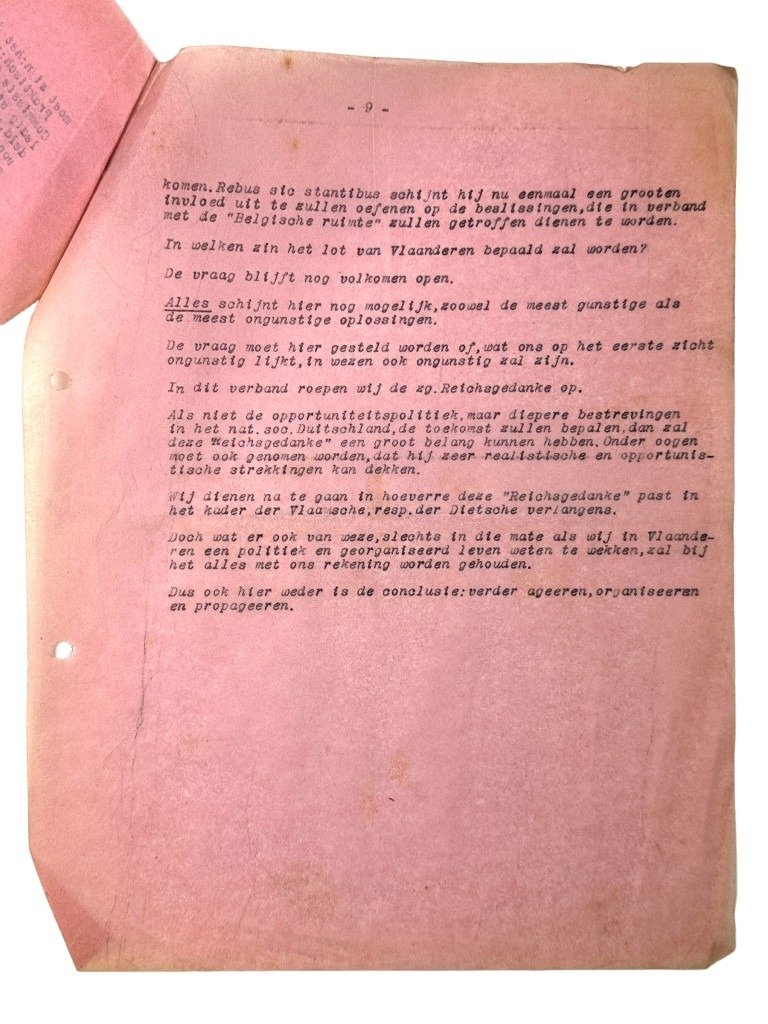 - 9 -
komen.Rebus sic stantibus schijnt hij nu eenmaal een grooten
invloed uit te zullen oefenen op de beslissingen,die in verband
met de "Belgische ruimte" zullen getroffen dienen te worden.
In welken zin het lot van Vlaanderen bepaald zal worden?
De vraag blijft nog volkomen open.
Alles schijnt hier nog mogelijk,zoowel de meest gunstige als
de meest ongunstige oplossingen.
De vraag moet hier gesteld worden of,wat ons op het eerste zicht
ongunstig lijkt,in wezen ook ongunstig zal zijn.
In dit verband roepen wij de zg.Reichsgedanke op.
Als niet de opportuniteitspolitiek,maar diepere bestrevingen
in het nat.soc.Duitschland,de toekomst zullen bepalen,dan zal
deze "Reichsgedanke" een groot belang kunnen hebben.Onder oogen
moet ook genomen worden,dat hij zeer realistische en opportunis-
tische strekkingen kan dekken.
Wij dienen na te gaan in hoeverre deze "Reichsgedanke" past in
het kader der Vlaamsche,resp.der Dietsche verlangens.
Doch wat er ook van weze,slechts in die mate als wij in Vlaande-
ren een politiek en georganiseerd leven weten te wekken,zal bij
het alles met ons rekening worden gehouden.
Dus ook hier weder is de conclusie:verder ageeren,organiseeren
en propageeren.